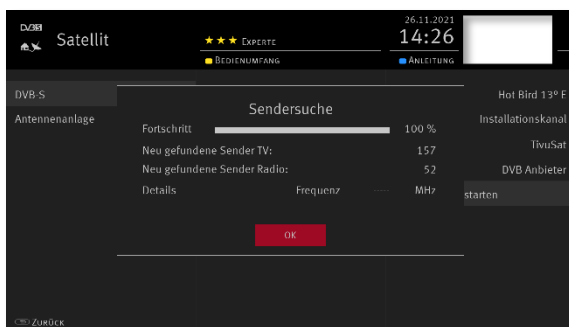 DVB
Satellit
★★★ EXPERTE
BEDIENUMFANG
26.11.2021
14:26
ANLEITUNG
DVB-S
Antennenanlage
Hot Bird 13° E
Installationskanal
TivuSat
DVB Anbieter
starten
Sendersuche
Fortschritt 100 %
Neu gefundene Sender TV: 157
Neu gefundene Sender Radio: 52
Details Frequenz ----- MHz
OK
ZURÜCK